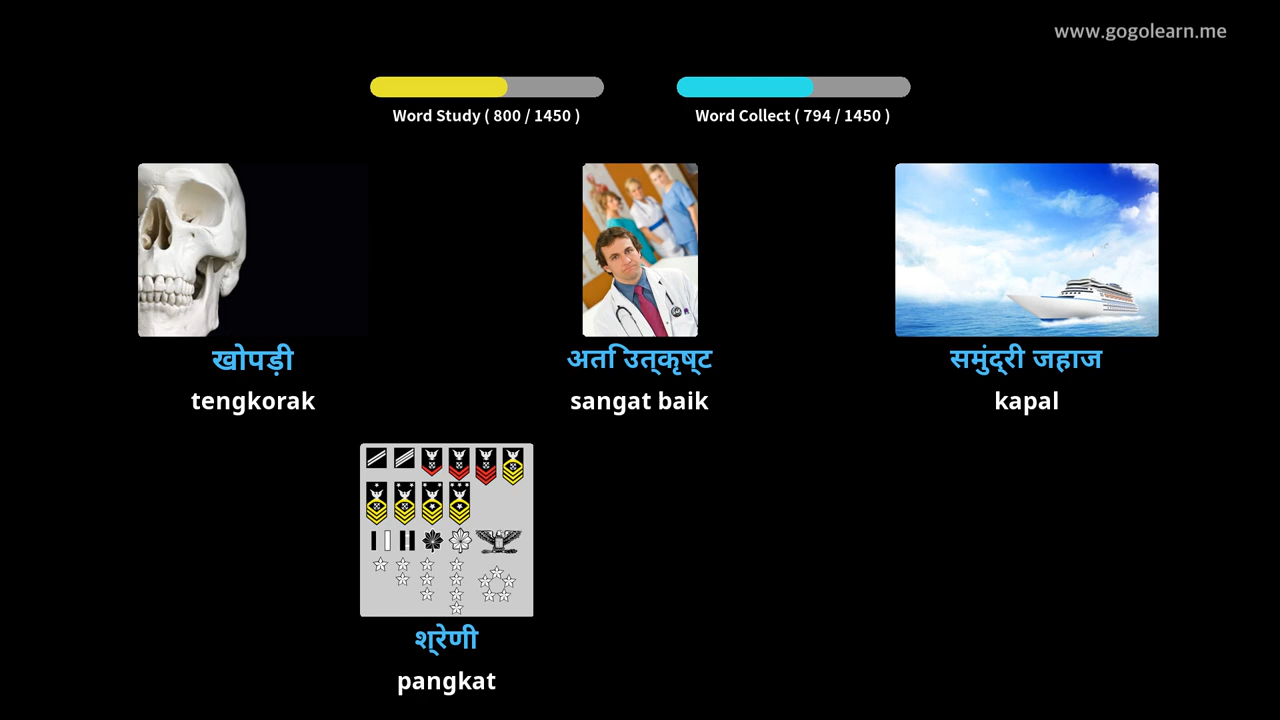 www.gogolearn.me
Word Study ( 800 / 1450 )
Word Collect ( 794 / 1450 )
खोपड़ी
अति उत्कृष्ट
समुंद्री जहाज
tengkorak
sangat baik
kapal
श्रेणी
pangkat